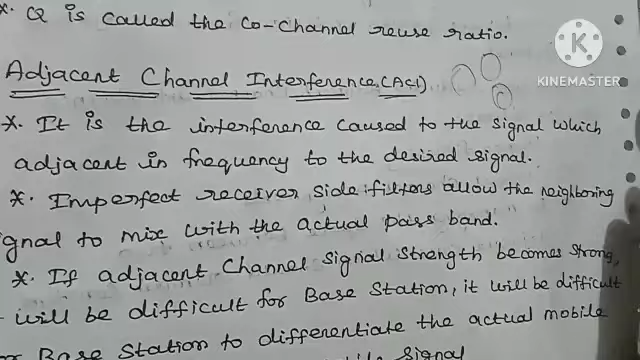 *. Q is called the Co-Channel reuse ratio.
Adjacent Channel Interference (ACI)
KINEMASTER
*. It is the interference caused to the signal which
adjacent in frequency to the desired signal.
*. Imperfect receiver side filters allow the neighboring
gnal to mix with the actual pass band.
*. If adjacent channel signal strength becomes strong,
will be difficult for Base Station, it will be difficult
or Base Station to differentiate the actual mobile
signal